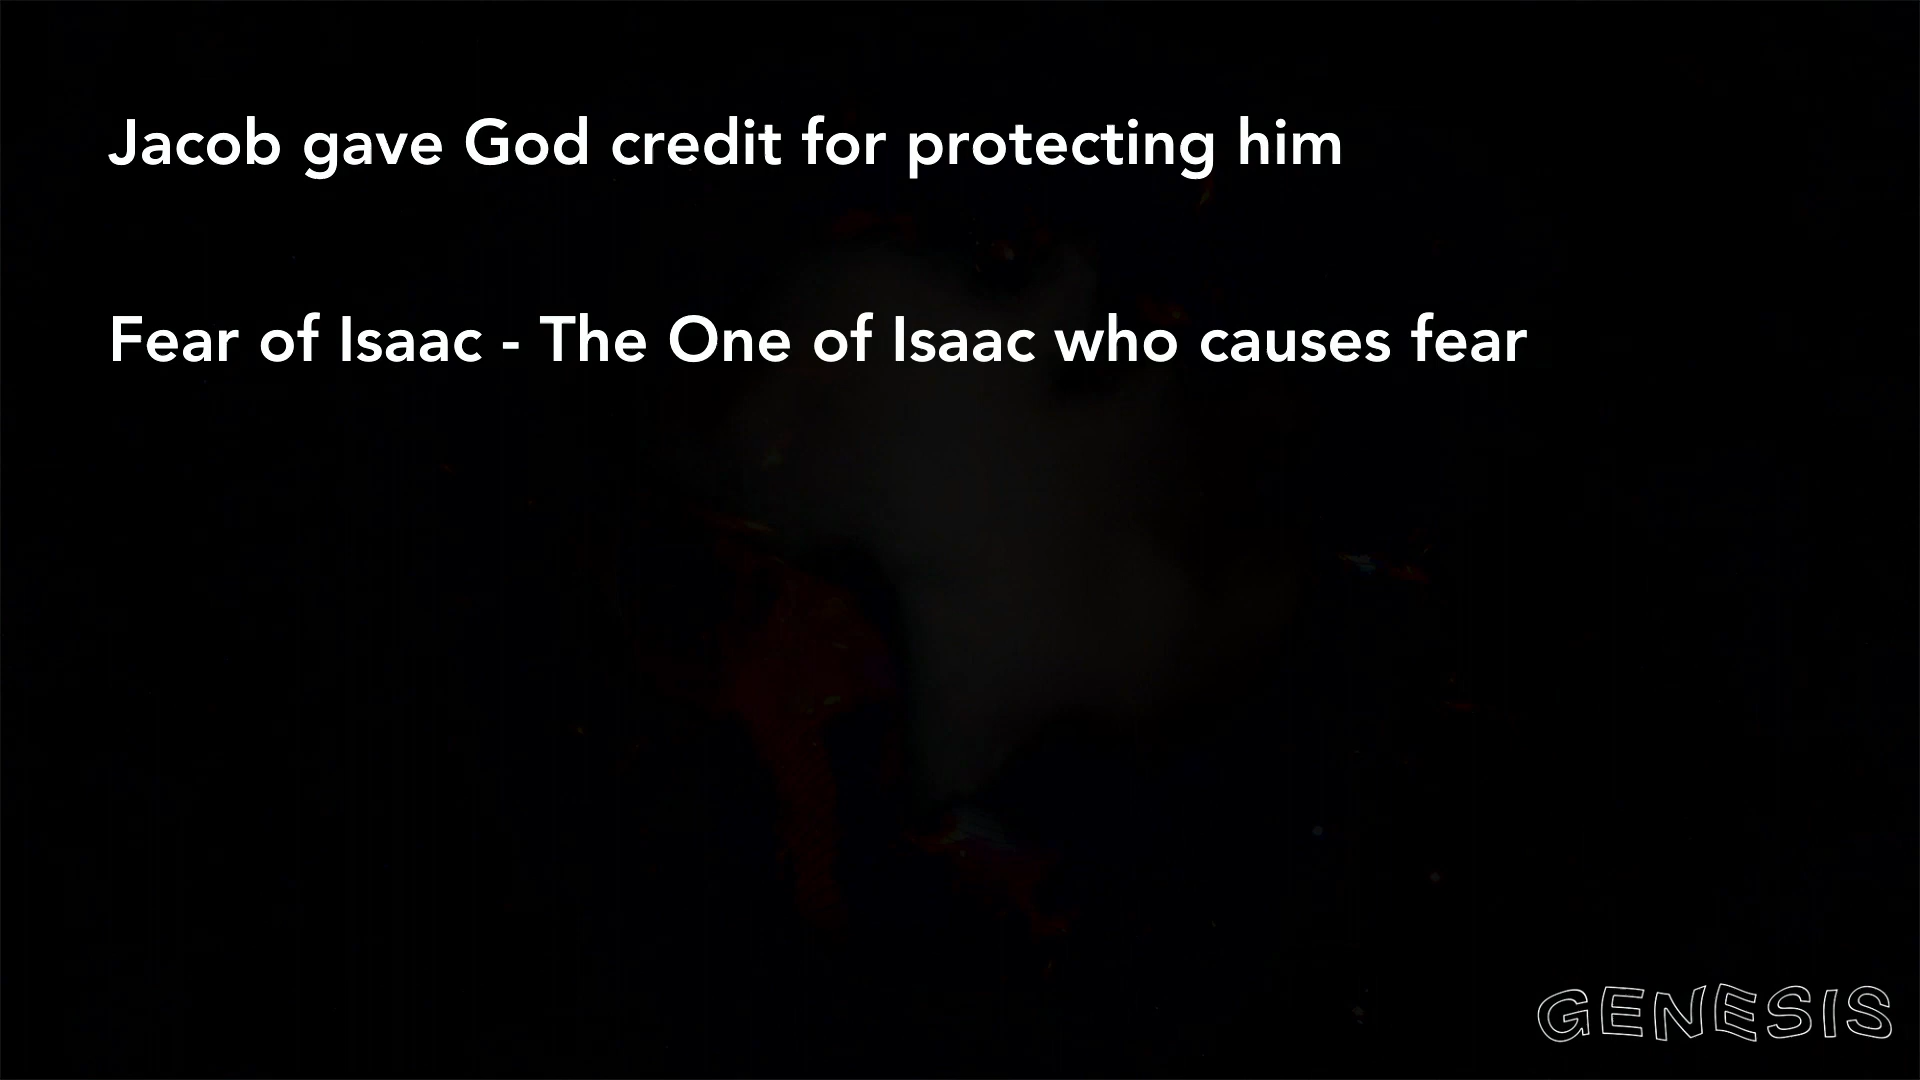 Jacob gave God credit for protecting him
Fear of Isaac - The One of Isaac who causes fear
GENESIS